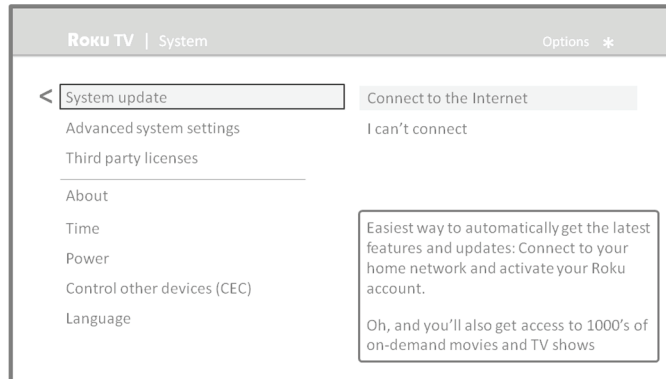 Roku TV | System
Options *
< System update
Advanced system settings
Third party licenses
About
Time
Power
Control other devices (CEC)
Language
Connect to the Internet
I can't connect
Easiest way to automatically get the latest
features and updates: Connect to your
home network and activate your Roku
account.
Oh, and you'll also get access to 1000's of
on-demand movies and TV shows